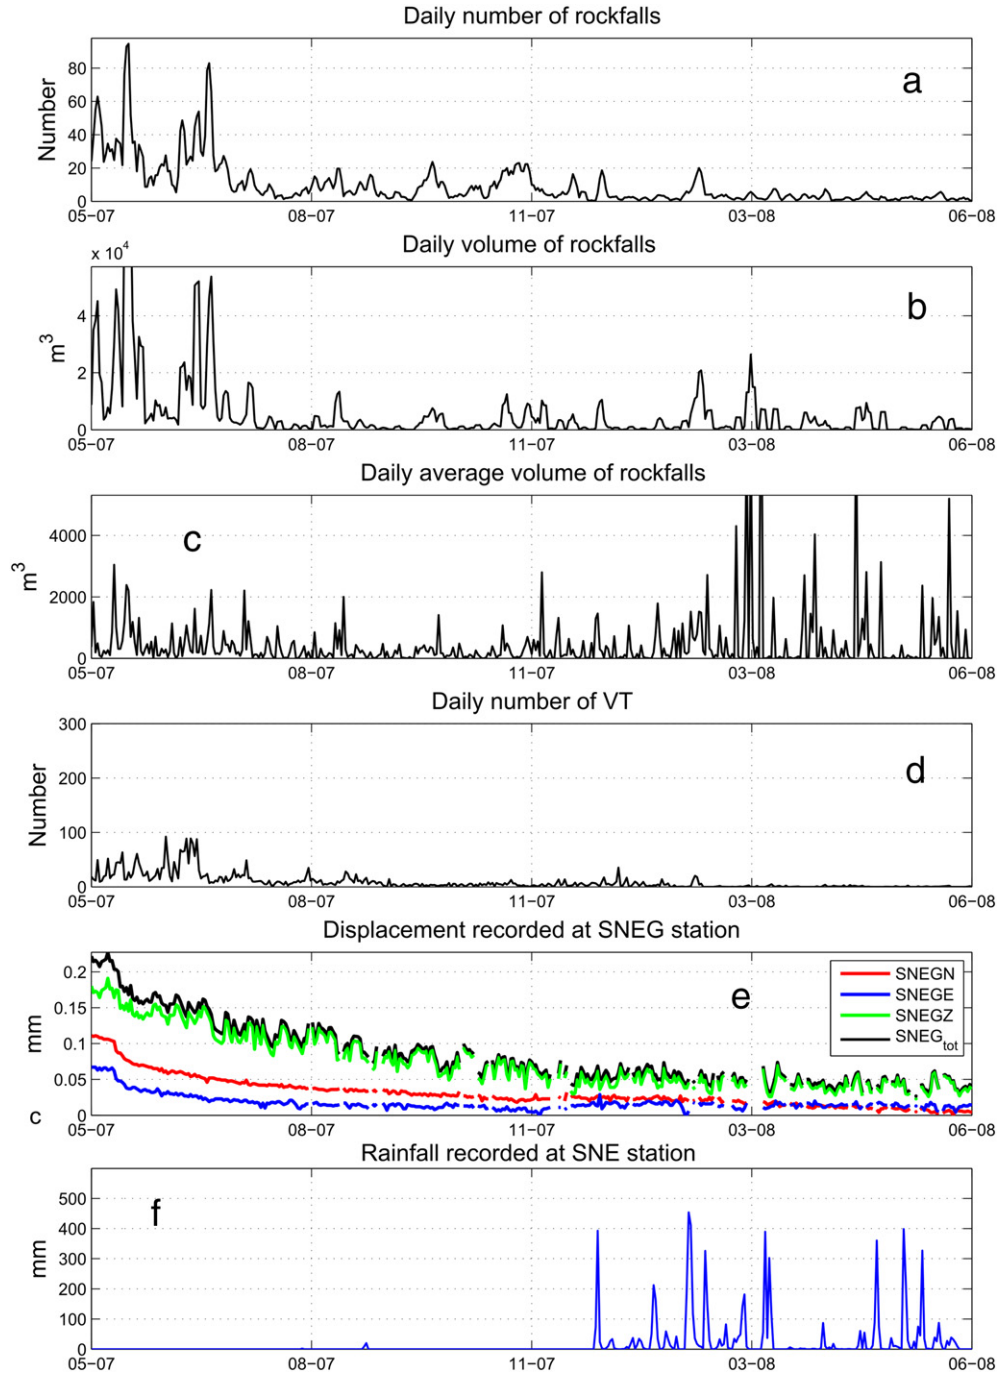 Daily number of rockfalls
a
Number
80
60
40
20
0
05−07 08−07 11−07 03−08 06−08
Daily volume of rockfalls
x 10⁴
b
m³
4
2
0
05−07 08−07 11−07 03−08 06−08
Daily average volume of rockfalls
c
m³
4000
2000
0
05−07 08−07 11−07 03−08 06−08
Daily number of VT
d
Number
300
200
100
0
05−07 08−07 11−07 03−08 06−08
Displacement recorded at SNEG station
e
mm
0.2
0.15
0.1
0.05
0
SNEGN
SNEGE
SNEGZ
SNEGtot
c
05−07 08−07 11−07 03−08 06−08
Rainfall recorded at SNE station
f
mm
500
400
300
200
100
0
05−07 08−07 11−07 03−08 06−08